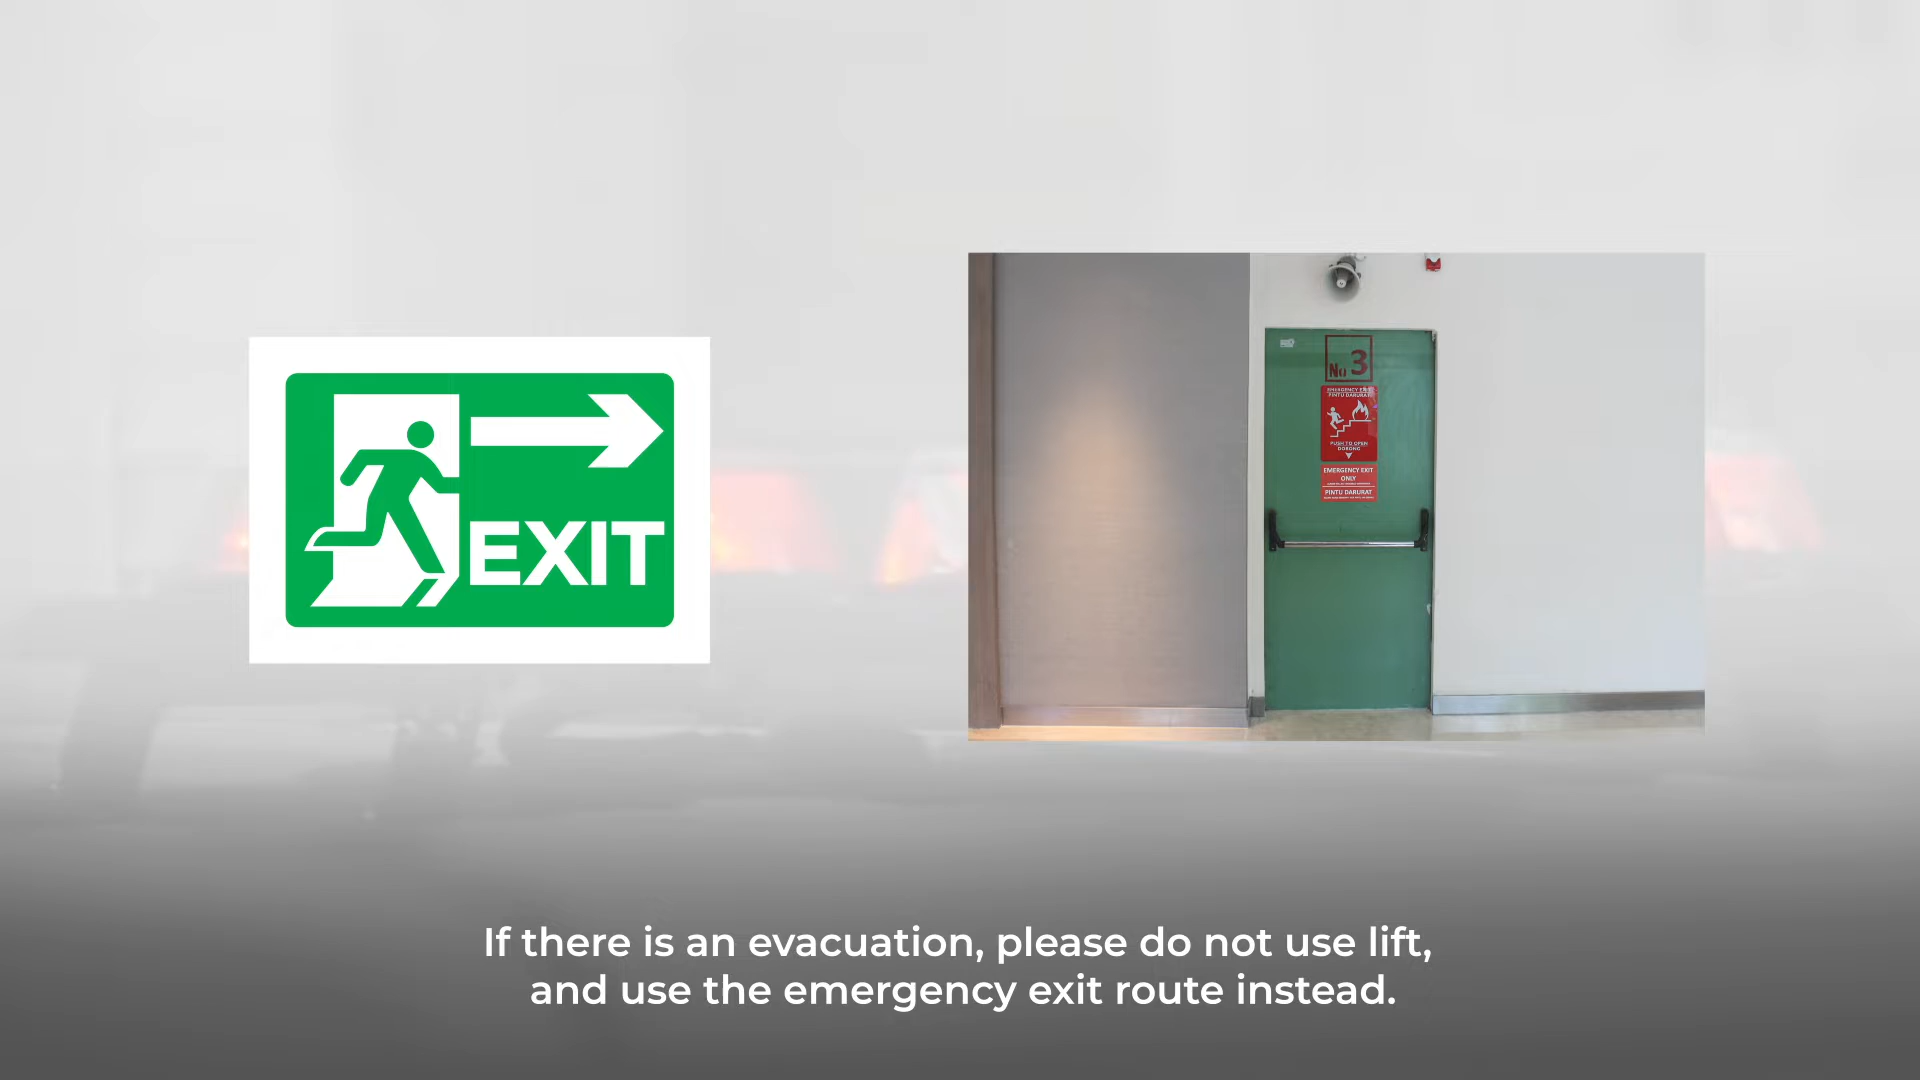 EXIT
No 3
EMERGENCY EXIT
PINTU DARURAT
PUSH TO OPEN
DORONG
EMERGENCY EXIT
ONLY
PINTU DARURAT
If there is an evacuation, please do not use lift,
and use the emergency exit route instead.